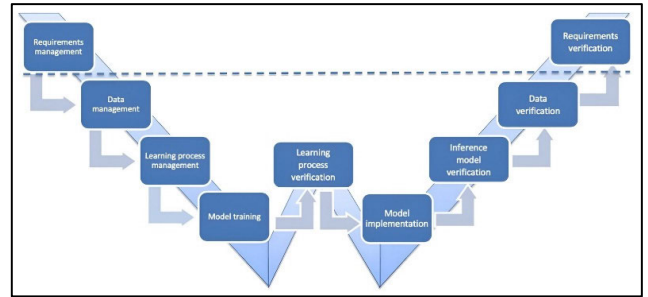 Requirements
management
Data
management
Learning process
management
Model training
Learning
process
verification
Model
implementation
Inference
model
verification
Data
verification
Requirements
verification